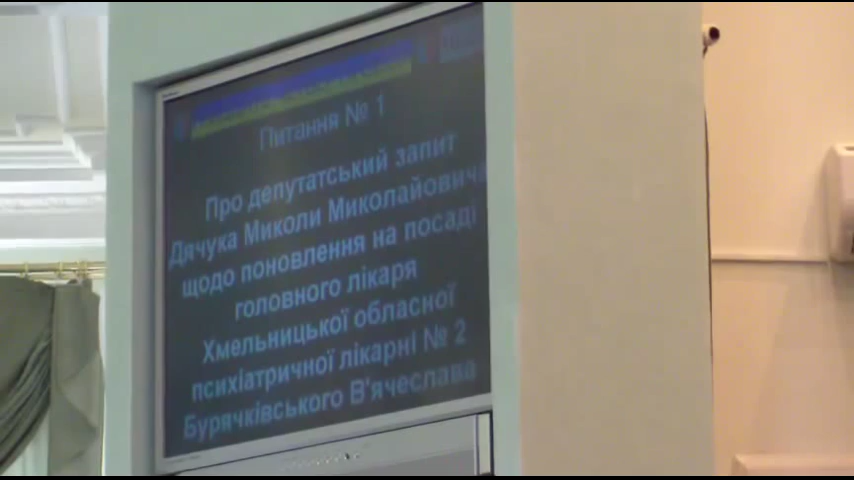 Питання № 1
Про депутатський запит
Дячука Миколи Миколайовича
щодо поновлення на посаді
головного лікаря
Хмельницької обласної
психіатричної лікарні № 2
Бурячківського В'ячеслава